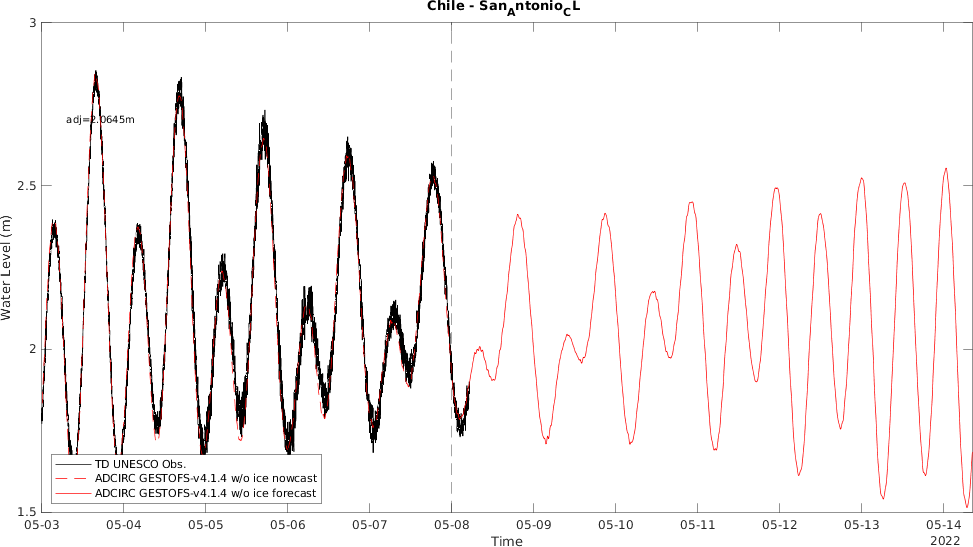 Chile - SanAntonioCL
3
adj=2.0645m
2.5
Water Level (m)
2
TD UNESCO Obs.
ADCIRC GESTOFS-v4.1.4 w/o ice nowcast
ADCIRC GESTOFS-v4.1.4 w/o ice forecast
1.5
05-03 05-04 05-05 05-06 05-07 05-08 05-09 05-10 05-11 05-12 05-13 05-14
Time
2022